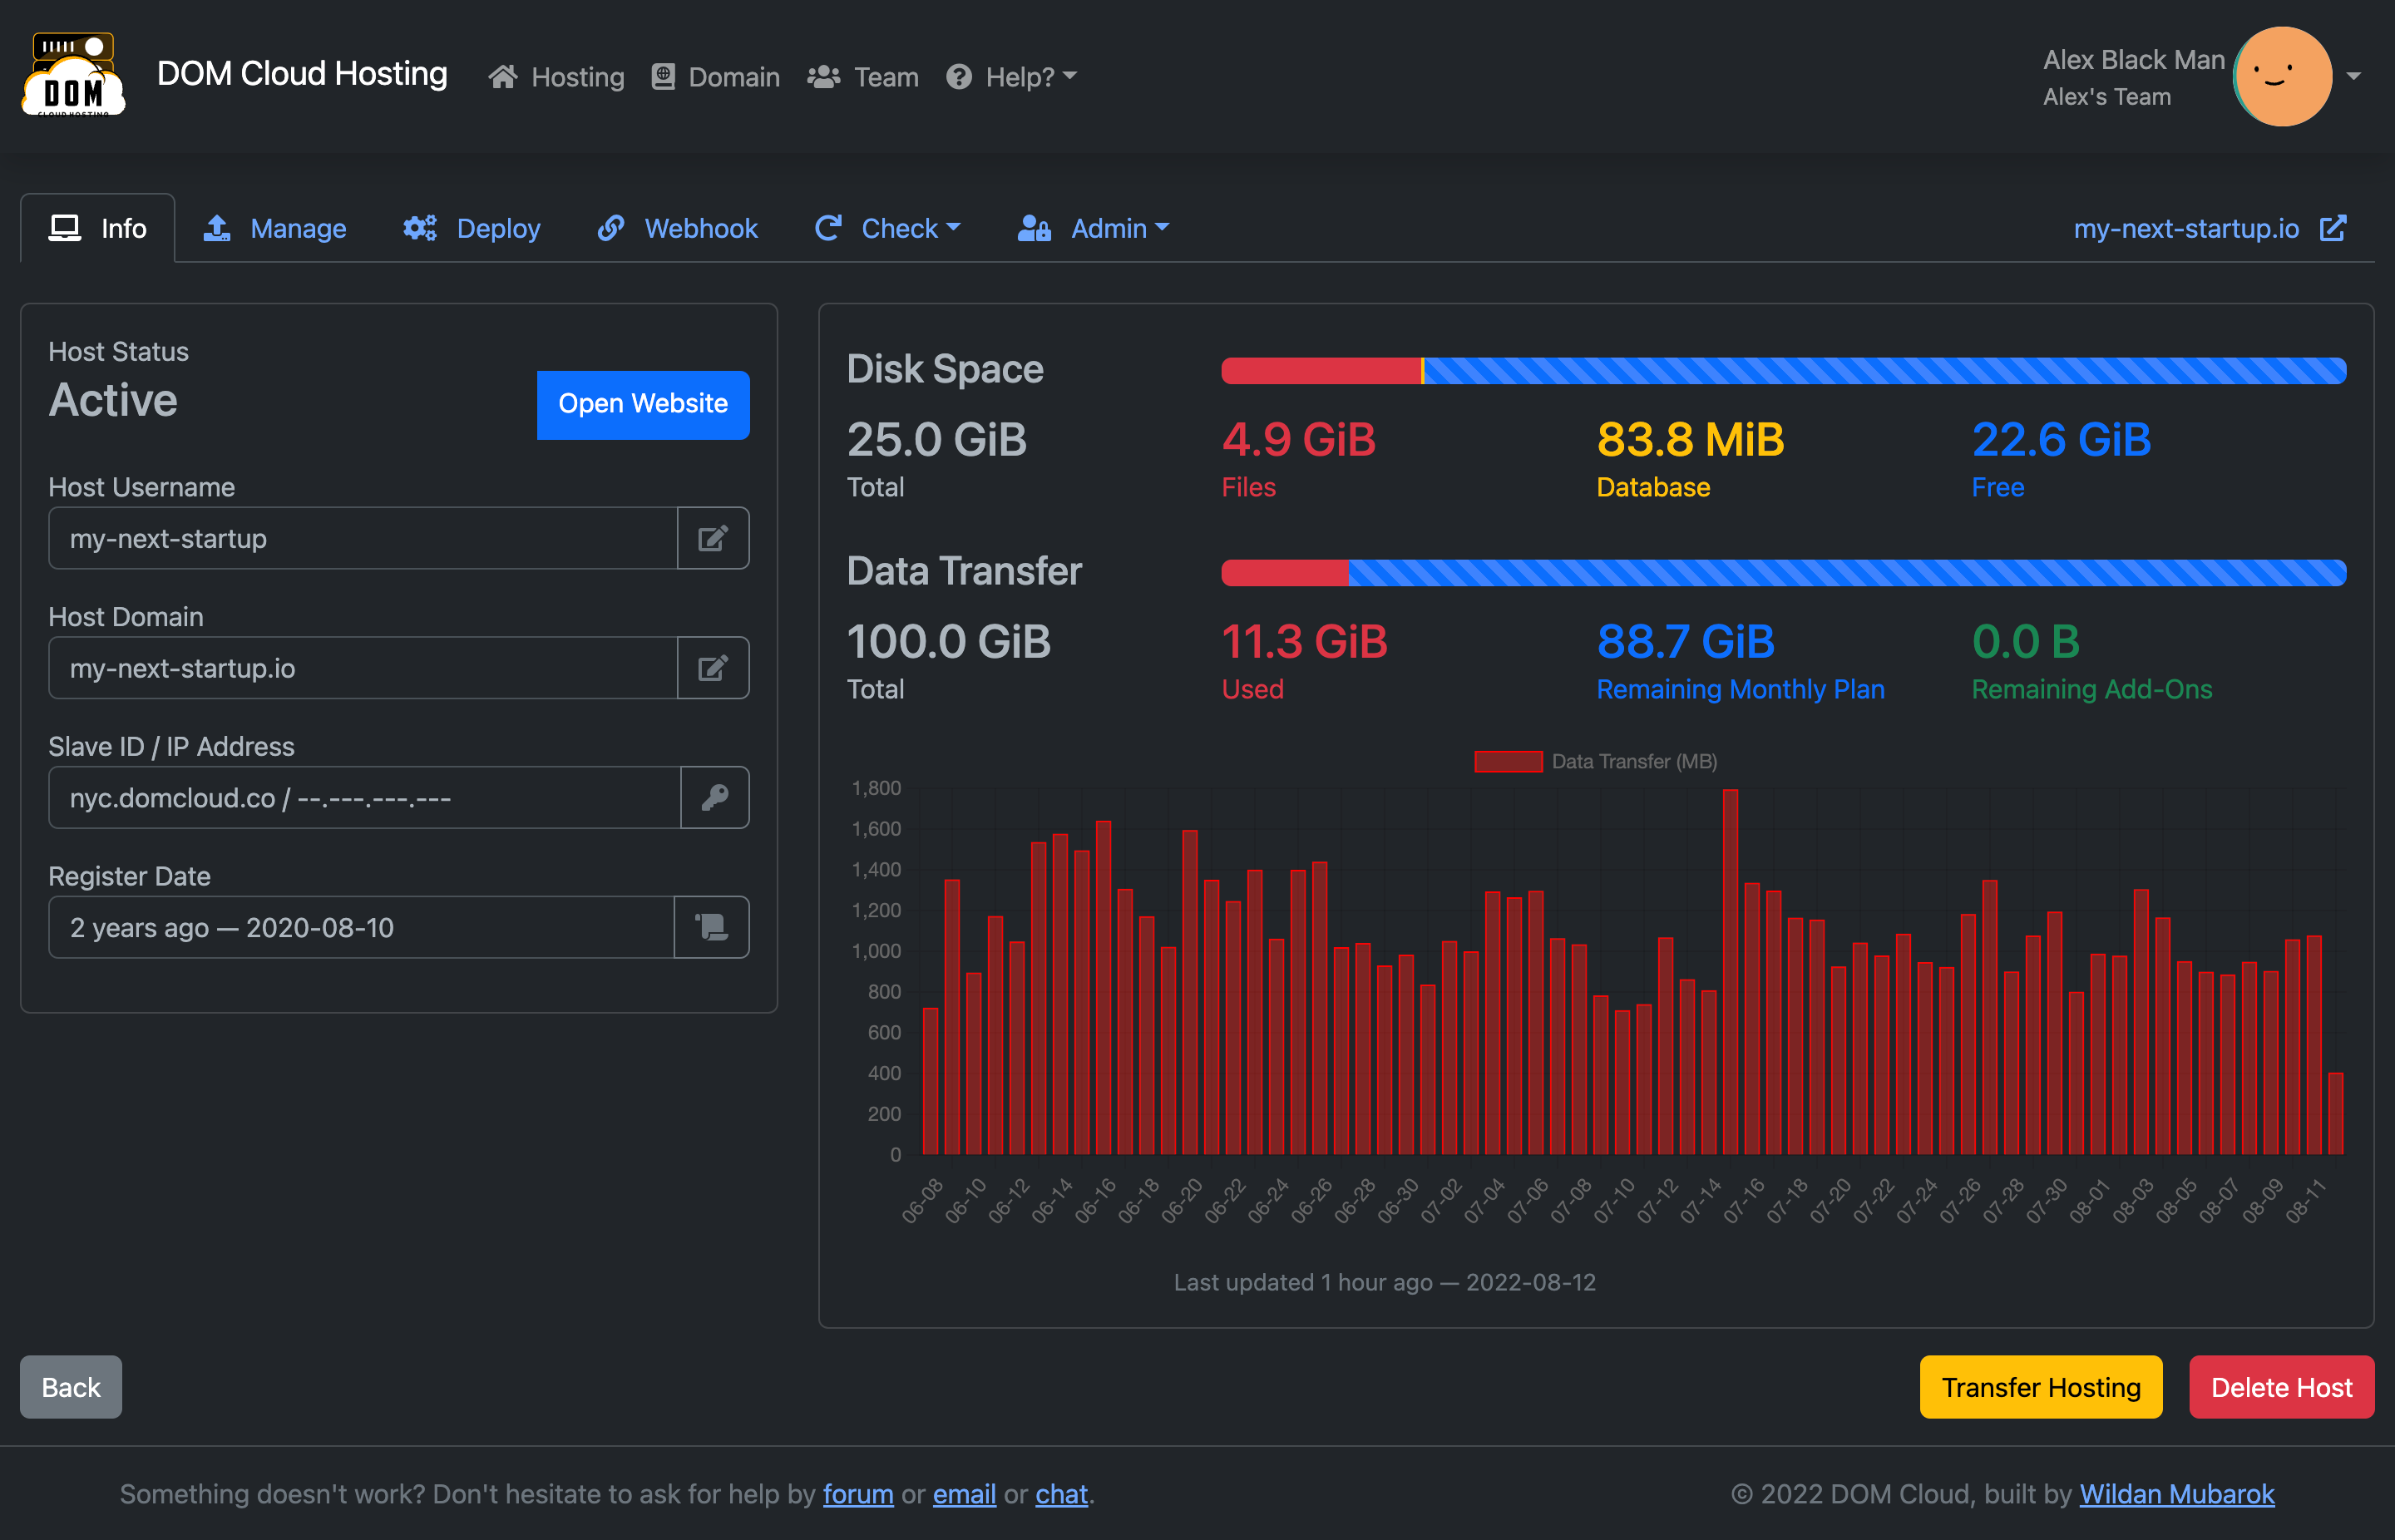 DOM
CLOUD HOSTING
DOM Cloud Hosting
Hosting
Domain
Team
Help?
Alex Black Man
Alex's Team
Info
Manage
Deploy
Webhook
Check
Admin
my-next-startup.io
Host Status
Active
Open Website
Host Username
my-next-startup
Host Domain
my-next-startup.io
Slave ID / IP Address
nyc.domcloud.co / --.---.---.---
Register Date
2 years ago — 2020-08-10
Disk Space
25.0 GiB
Total
4.9 GiB
Files
83.8 MiB
Database
22.6 GiB
Free
Data Transfer
100.0 GiB
Total
11.3 GiB
Used
88.7 GiB
Remaining Monthly Plan
0.0 B
Remaining Add-Ons
Data Transfer (MB)
1,800
1,600
1,400
1,200
1,000
800
600
400
200
0
06-08
06-10
06-12
06-14
06-16
06-18
06-20
06-22
06-24
06-26
06-28
06-30
07-02
07-04
07-06
07-08
07-10
07-12
07-14
07-16
07-18
07-20
07-22
07-24
07-26
07-28
07-30
08-01
08-03
08-05
08-07
08-09
08-11
Last updated 1 hour ago — 2022-08-12
Back
Transfer Hosting
Delete Host
Something doesn't work? Don't hesitate to ask for help by forum or email or chat.
© 2022 DOM Cloud, built by Wildan Mubarok